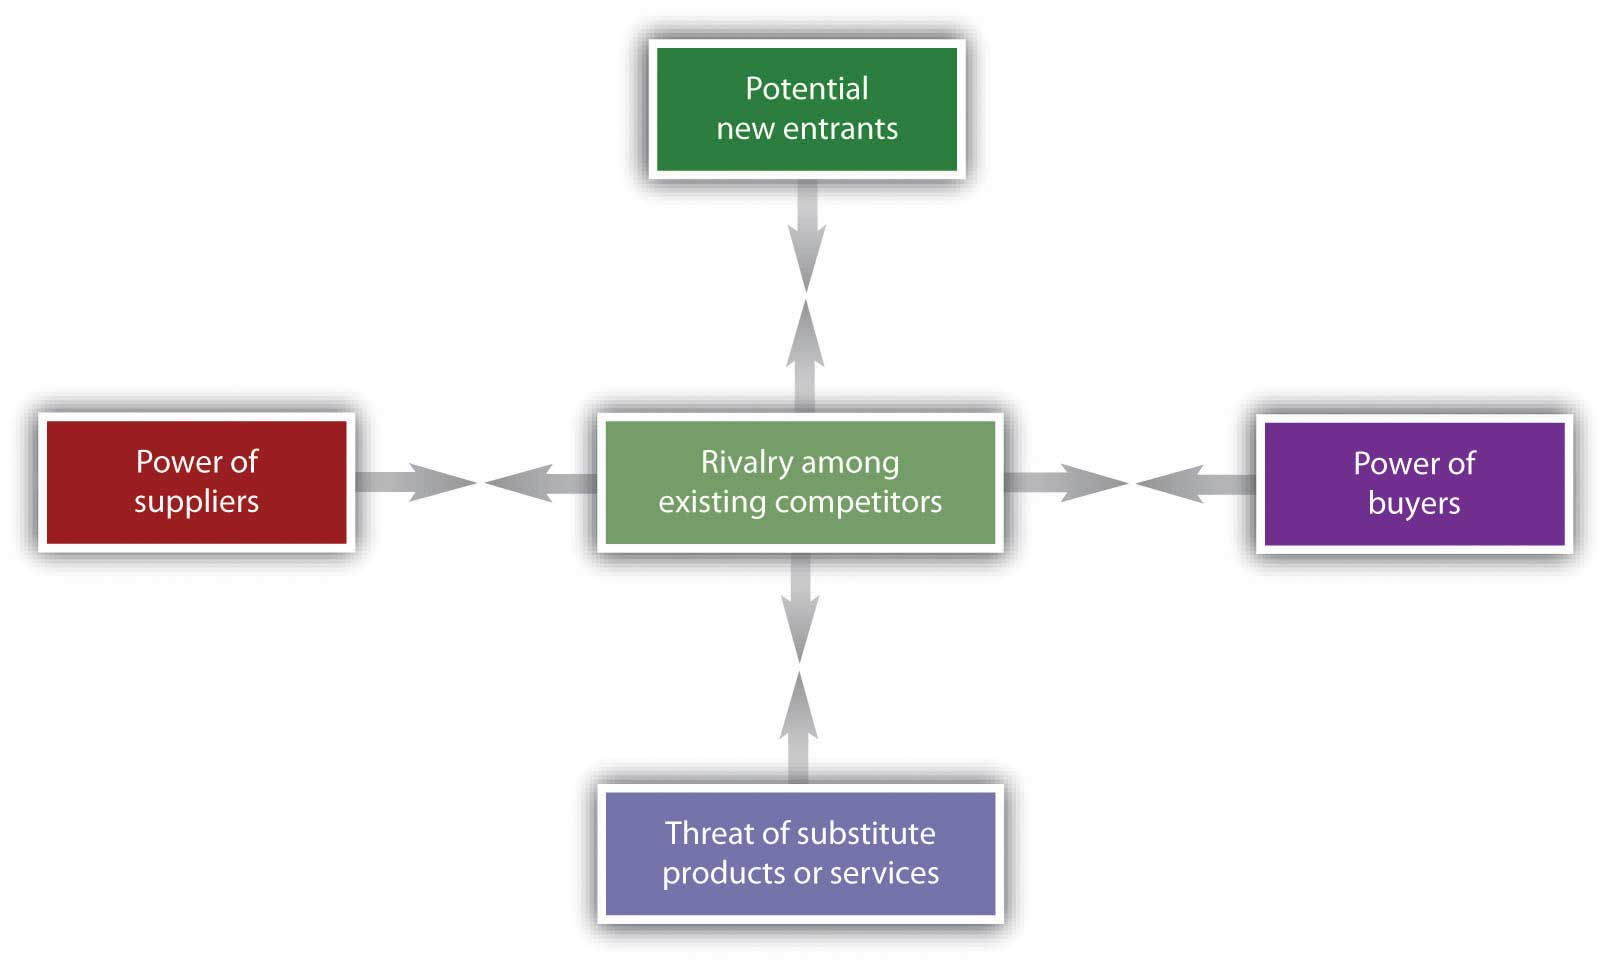 Potential
new entrants
Power of
suppliers
Rivalry among
existing competitors
Power of
buyers
Threat of substitute
products or services